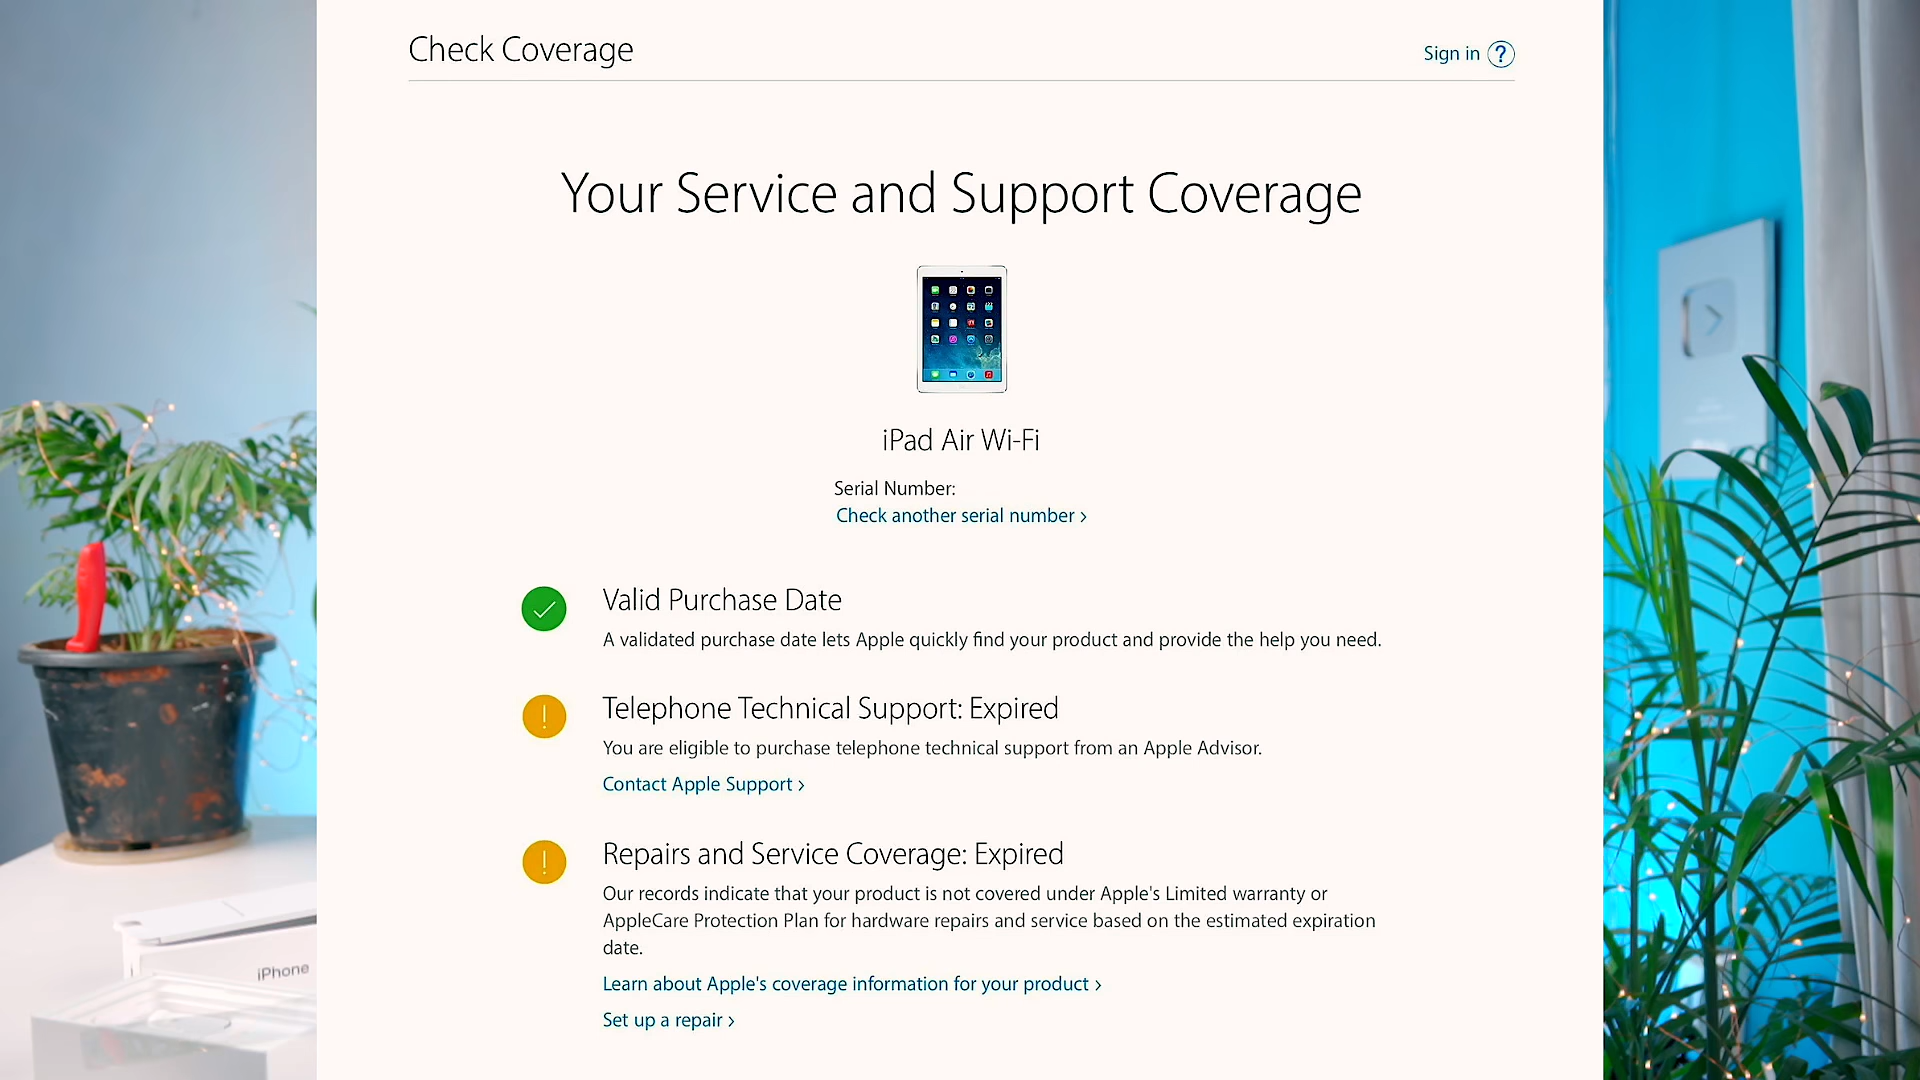 Check Coverage
Sign in ?
Your Service and Support Coverage
iPad Air Wi-Fi
Serial Number:
Check another serial number ›
Valid Purchase Date
A validated purchase date lets Apple quickly find your product and provide the help you need.
! Telephone Technical Support: Expired
You are eligible to purchase telephone technical support from an Apple Advisor.
Contact Apple Support ›
! Repairs and Service Coverage: Expired
Our records indicate that your product is not covered under Apple's Limited warranty or
AppleCare Protection Plan for hardware repairs and service based on the estimated expiration
date.
Learn about Apple's coverage information for your product ›
Set up a repair ›
iPhone